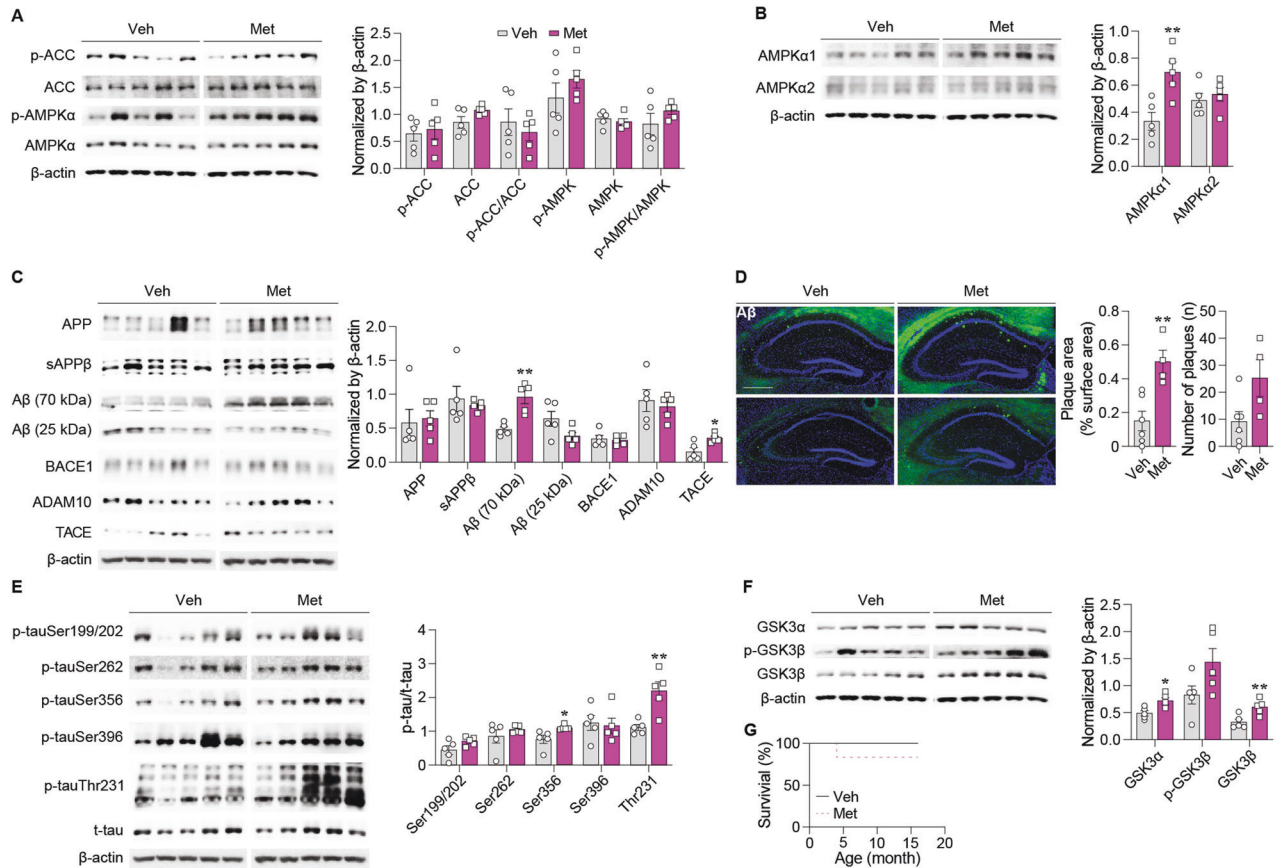 A
Veh Met
p-ACC
ACC
p-AMPKα
AMPKα
β-actin
Normalized by β-actin
2.5
2.0
1.5
1.0
0.5
0.0
Veh
Met
p-ACC
ACC
p-ACC/ACC
p-AMPK
AMPK
p-AMPK/AMPK
B
Veh Met
AMPKα1
AMPKα2
β-actin
Normalized by β-actin
1.0
0.8
0.6
0.4
0.2
0.0
**
AMPKα1
AMPKα2
C
Veh Met
APP
sAPPβ
Aβ (70 kDa)
Aβ (25 kDa)
BACE1
ADAM10
TACE
β-actin
Normalized by β-actin
2.0
1.5
1.0
0.5
0.0
**
*
APP
sAPPβ
Aβ (70 kDa)
Aβ (25 kDa)
BACE1
ADAM10
TACE
D
Veh Met
Aβ
Plaque area
(% surface area)
0.8
0.6
0.4
0.2
0
**
Veh
Met
Number of plaques (n)
50
40
30
20
10
0
Veh
Met
E
Veh Met
p-tauSer199/202
p-tauSer262
p-tauSer356
p-tauSer396
p-tauThr231
t-tau
β-actin
p-tau/t-tau
4
3
2
1
0
*
**
Ser199/202
Ser262
Ser356
Ser396
Thr231
F
Veh Met
GSK3α
p-GSK3β
GSK3β
β-actin
Normalized by β-actin
2.5
2.0
1.5
1.0
0.5
0.0
*
**
GSK3α
p-GSK3β
GSK3β
G
Survival (%)
100
50
0
Veh
Met
0 5 10 15 20
Age (month)